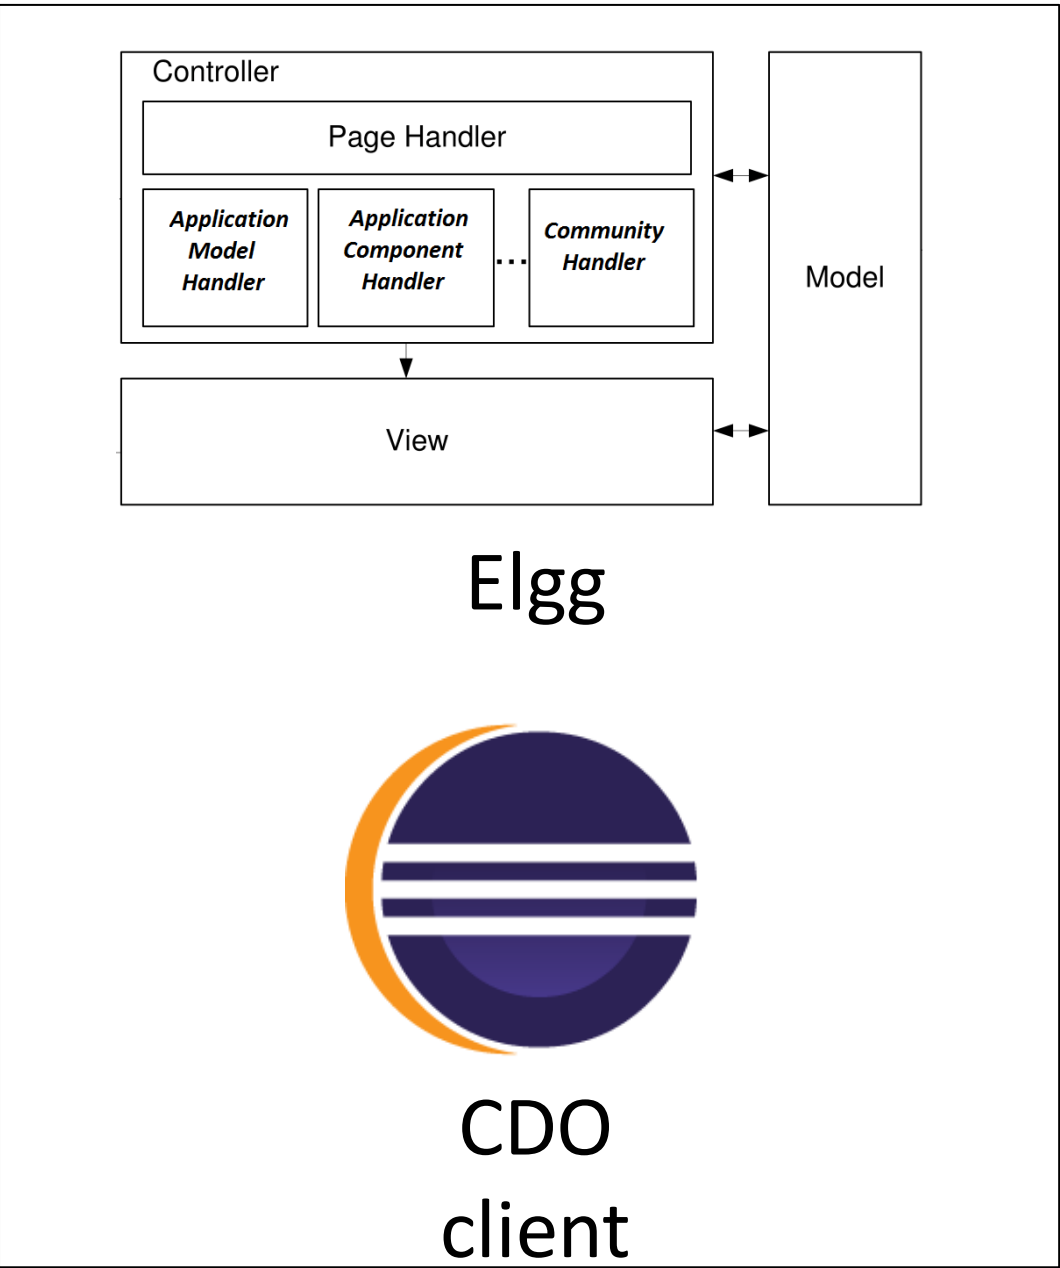 Controller
Page Handler
Application
Model
Handler
Application
Component
Handler
...
Community
Handler
Model
View
Elgg
CDO
client